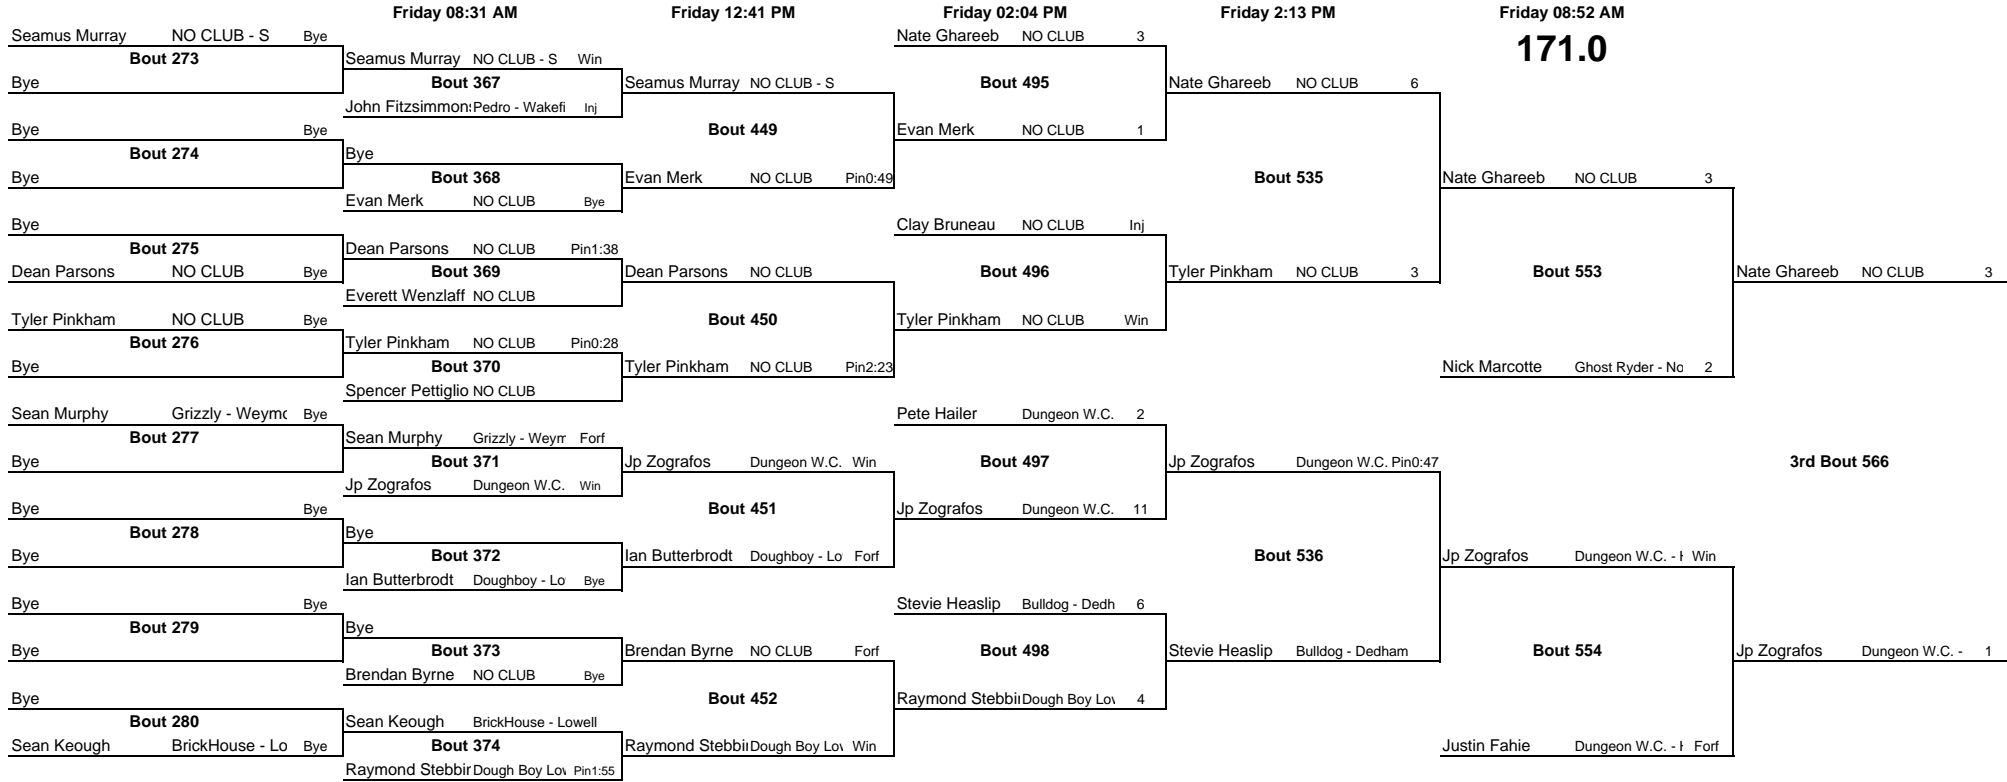 Friday 08:31 AM Friday 12:41 PM Friday 02:04 PM Friday 2:13 PM Friday 08:52 AM
Seamus Murray NO CLUB - S Bye Nate Ghareeb NO CLUB 3
171.0
Bout 273 Seamus Murray NO CLUB - S Win
Bye Bout 367 Seamus Murray NO CLUB - S Bout 495 Nate Ghareeb NO CLUB 6
John Fitzsimmons Pedro - Wakefi Inj
Bye Bye Bout 449 Evan Merk NO CLUB 1
Bout 274 Bye
Bye Bout 368 Evan Merk NO CLUB Pin0:49 Bout 535 Nate Ghareeb NO CLUB 3
Evan Merk NO CLUB Bye
Bye Clay Bruneau NO CLUB Inj
Bout 275 Dean Parsons NO CLUB Pin1:38
Dean Parsons NO CLUB Bye Bout 369 Dean Parsons NO CLUB Bout 496 Tyler Pinkham NO CLUB 3 Bout 553 Nate Ghareeb NO CLUB 3
Everett Wenzlaff NO CLUB
Tyler Pinkham NO CLUB Bye Bout 450 Tyler Pinkham NO CLUB Win
Bout 276 Tyler Pinkham NO CLUB Pin0:28
Bye Bout 370 Tyler Pinkham NO CLUB Pin2:23 Nick Marcotte Ghost Ryder - No 2
Spencer Pettiglio NO CLUB
Sean Murphy Grizzly - Weymo Bye Pete Hailer Dungeon W.C. 2
Bout 277 Sean Murphy Grizzly - Weym Forf
Bye Bout 371 Jp Zografos Dungeon W.C. Win Bout 497 Jp Zografos Dungeon W.C. Pin0:47 3rd Bout 566
Jp Zografos Dungeon W.C. Win
Bye Bye Bout 451 Jp Zografos Dungeon W.C. 11
Bout 278 Bye
Bye Bout 372 Ian Butterbrodt Doughboy - Lo Forf Bout 536 Jp Zografos Dungeon W.C. - H Win
Ian Butterbrodt Doughboy - Lo Bye
Bye Bye Stevie Heaslip Bulldog - Dedh 6
Bout 279 Bye
Bye Bout 373 Brendan Byrne NO CLUB Forf Bout 498 Stevie Heaslip Bulldog - Dedham Bout 554 Jp Zografos Dungeon W.C. - 1
Brendan Byrne NO CLUB Bye
Bye Bout 452 Raymond Stebbi Dough Boy Lov 4
Bout 280 Sean Keough BrickHouse - Lowell
Sean Keough BrickHouse - Lo Bye Bout 374 Raymond Stebbi Dough Boy Lov Win Justin Fahie Dungeon W.C. - H Forf
Raymond Stebbir Dough Boy Lov Pin1:55